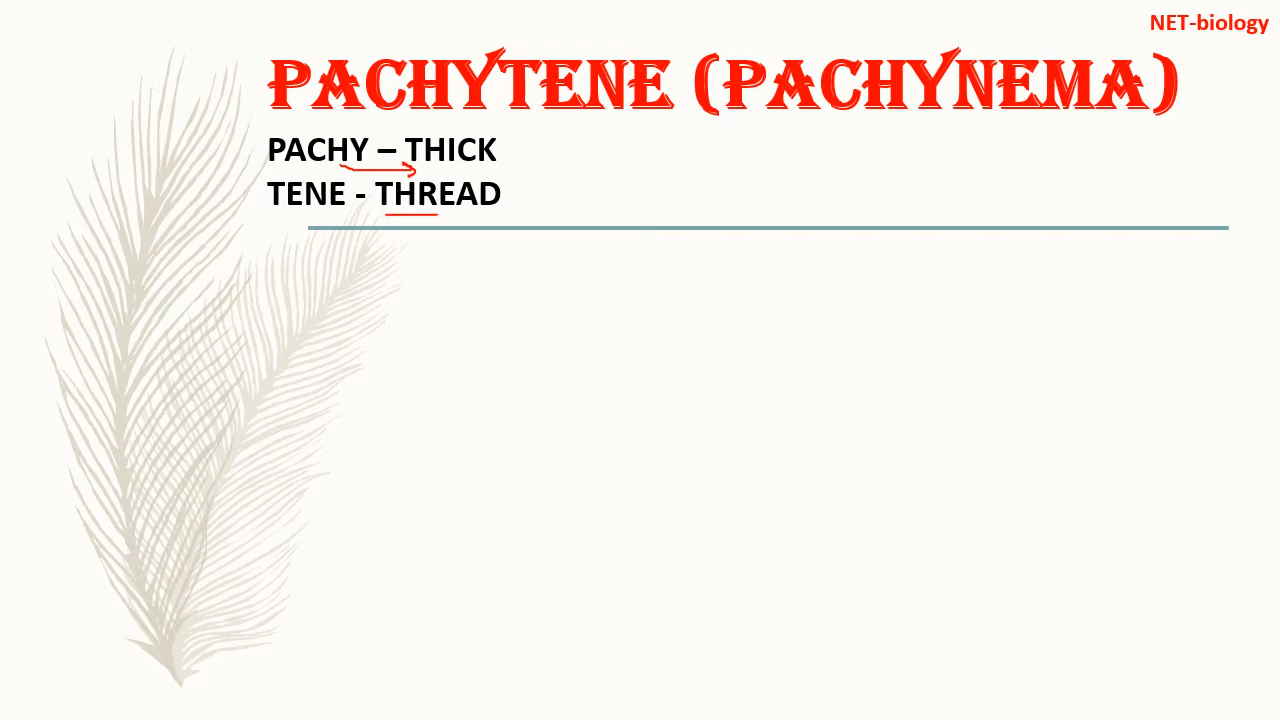 NET-biology
PACHYTENE (PACHYNEMA)
PACHY – THICK
TENE - THREAD